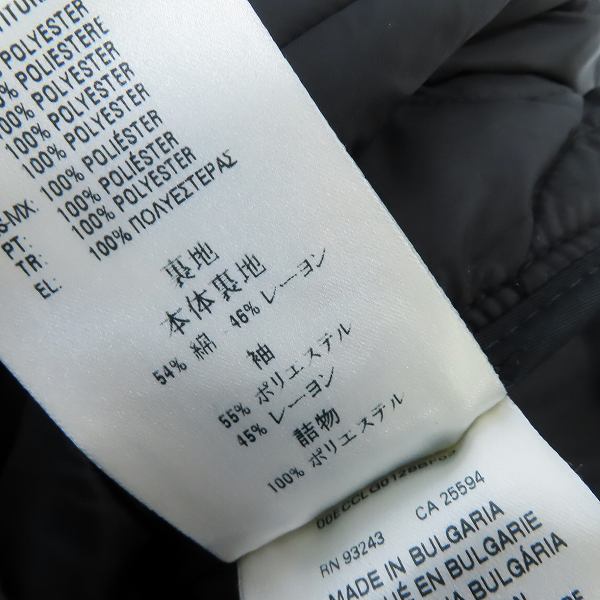 100% POLYESTER
100% POLIESTERE
100% POLYESTER
100% POLYESTER
100% POLYESTER
100% POLIÉSTER
PT: 100% POLIÉSTER
TR: 100% POLYESTER
EL: 100% ΠΟΛΥΕΣΤΕΡΑΣ
裏地
本体裏地
54% 綿 46% レーヨン
袖
55% ポリエステル
45% レーヨン
詰物
100% ポリエステル
RN 93243 CA 25594
MADE IN BULGARIA
EN BULGARIE
BULGÁRIA